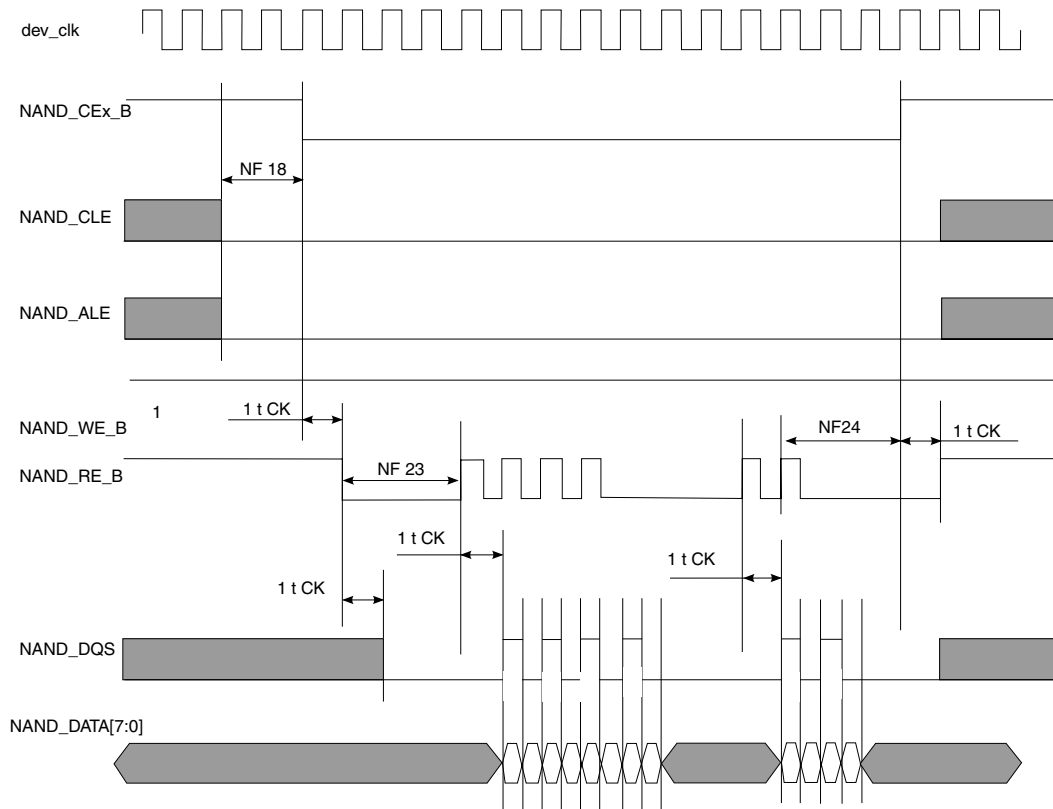 dev_clk
NAND_CEx_B
NF 18
NAND_CLE
NAND_ALE
1
1 t CK
NAND_WE_B
NF24
1 t CK
NAND_RE_B
NF 23
1 t CK
1 t CK
1 t CK
NAND_DQS
NAND_DATA[7:0]